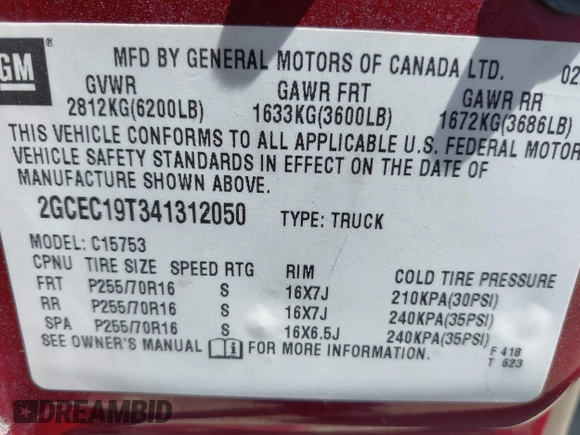 GM
MFD BY GENERAL MOTORS OF CANADA LTD. 02
GVWR GAWR FRT GAWR RR
2812KG(6200LB) 1633KG(3600LB) 1672KG(3686LB)
THIS VEHICLE CONFORMS TO ALL APPLICABLE U.S. FEDERAL MOTOR
VEHICLE SAFETY STANDARDS IN EFFECT ON THE DATE OF
MANUFACTURE SHOWN ABOVE.
2GCEC19T341312050 TYPE: TRUCK
MODEL: C15753
CPNU TIRE SIZE SPEED RTG RIM COLD TIRE PRESSURE
FRT P255/70R16 S 16X7J 210KPA(30PSI)
RR P255/70R16 S 16X7J 240KPA(35PSI)
SPA P255/70R16 S 16X6.5J 240KPA(35PSI)
SEE OWNER'S MANUAL FOR MORE INFORMATION.
F 418
T 623
DREAMBID